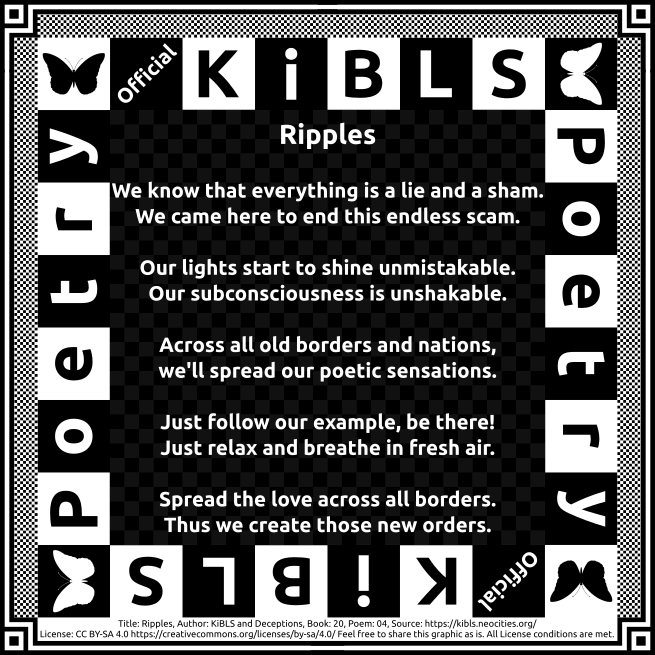 Official KiBLS
Poetry
Poetry
Ripples
We know that everything is a lie and a sham.
We came here to end this endless scam.
Our lights start to shine unmistakable.
Our subconsciousness is unshakable.
Across all old borders and nations,
we'll spread our poetic sensations.
Just follow our example, be there!
Just relax and breathe in fresh air.
Spread the love across all borders.
Thus we create those new orders.
Official KiBLS
Title: Ripples, Author: KiBLS and Deceptions, Book: 20, Poem: 04, Source: https://kibls.neocities.org/
License: CC BY-SA 4.0 https://creativecommons.org/licenses/by-sa/4.0/ Feel free to share this graphic as is. All License conditions are met.